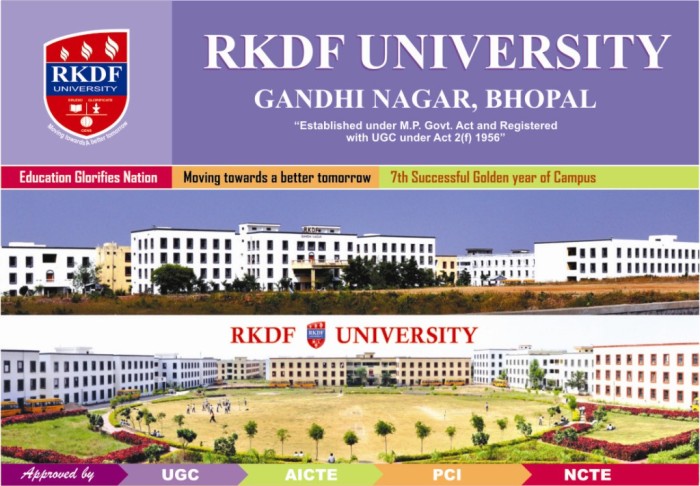 RKDF
UNIVERSITY
Moving towards a better tomorrow
RKDF UNIVERSITY
GANDHI NAGAR, BHOPAL
“Established under M.P. Govt. Act and Registered
with UGC under Act 2(f) 1956”
Education Glorifies Nation
Moving towards a better tomorrow
7th Successful Golden year of Campus
RKDF
RKDF UNIVERSITY
Approved by
UGC
AICTE
PCI
NCTE